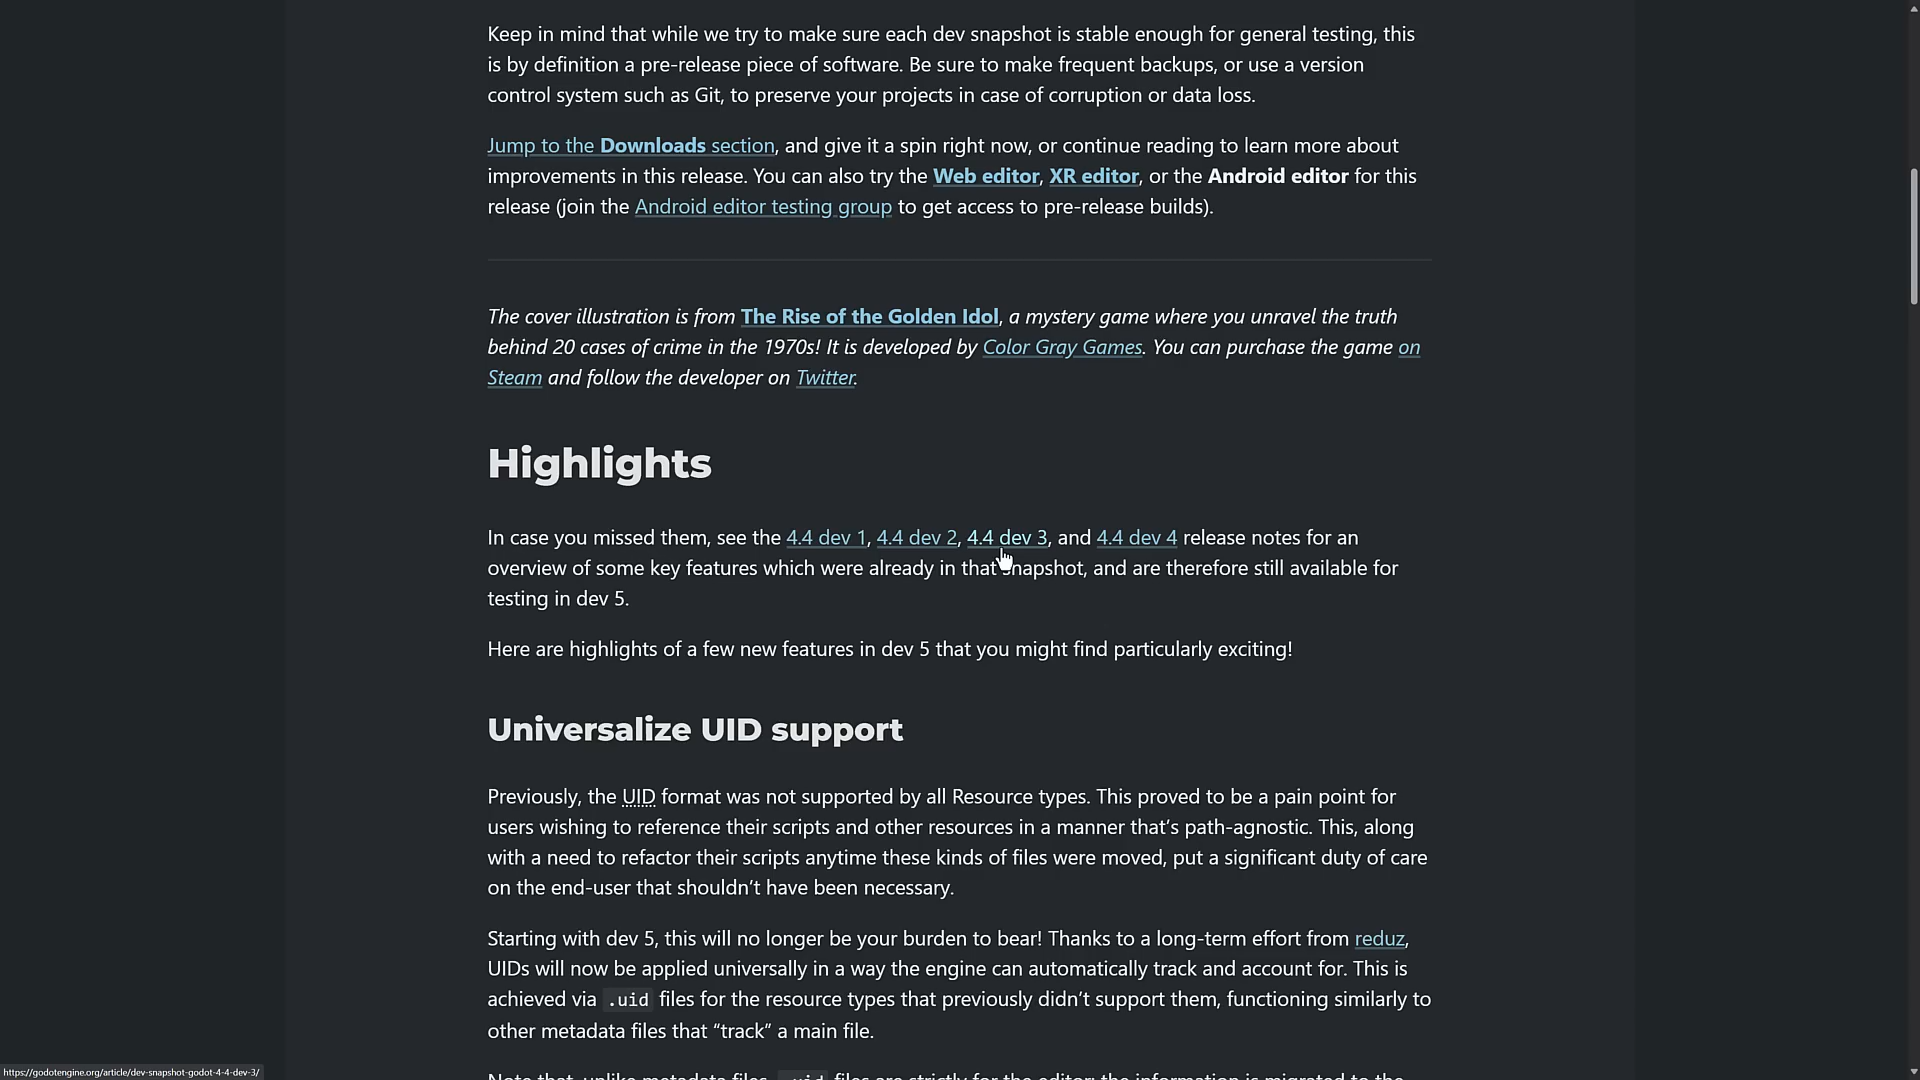 Keep in mind that while we try to make sure each dev snapshot is stable enough for general testing, this
is by definition a pre-release piece of software. Be sure to make frequent backups, or use a version
control system such as Git, to preserve your projects in case of corruption or data loss.
Jump to the Downloads section, and give it a spin right now, or continue reading to learn more about
improvements in this release. You can also try the Web editor, XR editor, or the Android editor for this
release (join the Android editor testing group to get access to pre-release builds).
The cover illustration is from The Rise of the Golden Idol, a mystery game where you unravel the truth
behind 20 cases of crime in the 1970s! It is developed by Color Gray Games. You can purchase the game on
Steam and follow the developer on Twitter.
Highlights
In case you missed them, see the 4.4 dev 1, 4.4 dev 2, 4.4 dev 3, and 4.4 dev 4 release notes for an
overview of some key features which were already in that snapshot, and are therefore still available for
testing in dev 5.
Here are highlights of a few new features in dev 5 that you might find particularly exciting!
Universalize UID support
Previously, the UID format was not supported by all Resource types. This proved to be a pain point for
users wishing to reference their scripts and other resources in a manner that’s path-agnostic. This, along
with a need to refactor their scripts anytime these kinds of files were moved, put a significant duty of care
on the end-user that shouldn’t have been necessary.
Starting with dev 5, this will no longer be your burden to bear! Thanks to a long-term effort from reduz,
UIDs will now be applied universally in a way the engine can automatically track and account for. This is
achieved via .uid files for the resource types that previously didn’t support them, functioning similarly to
other metadata files that “track” a main file.
Note that, unlike metadata files, .uid files are strictly for the editor; the information is migrated to the
https://godotengine.org/article/dev-snapshot-godot-4-4-dev-3/